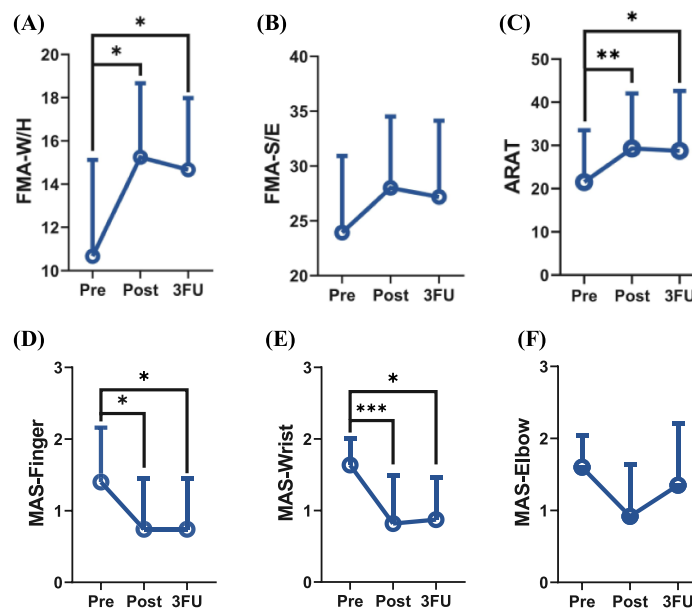 (A)
FMA-W/H
20
18
16
14
12
10
*
*
Pre Post 3FU
(B)
FMA-S/E
40
35
30
25
20
Pre Post 3FU
(C)
ARAT
50
40
30
20
10
0
*
**
Pre Post 3FU
(D)
MAS-Finger
3
2
1
0
*
*
Pre Post 3FU
(E)
MAS-Wrist
3
2
1
0
*
***
Pre Post 3FU
(F)
MAS-Elbow
3
2
1
0
Pre Post 3FU